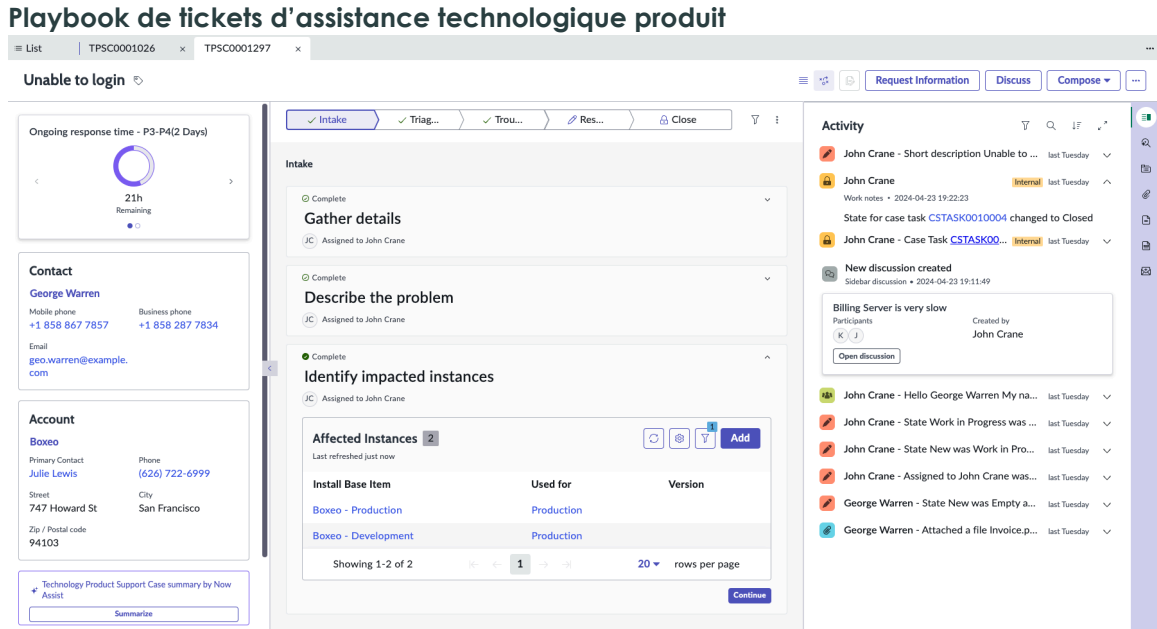 Playbook de tickets d’assistance technologique produit
List
TPSC0001026 ×
TPSC0001297 ×
Unable to login
Request Information
Discuss
Compose
Ongoing response time - P3-P4(2 Days)
21h
Remaining
Contact
George Warren
Mobile phone Business phone
+1 858 867 7857 +1 858 287 7834
Email
geo.warren@example.
com
Account
Boxeo
Primary Contact Phone
Julie Lewis (626) 722-6999
Street City
747 Howard St San Francisco
Zip / Postal code
94103
Technology Product Support Case summary by Now
Assist
Summarize
Intake Triag... Trou... Res... Close
Intake
Complete
Gather details
JC Assigned to John Crane
Complete
Describe the problem
JC Assigned to John Crane
Complete
Identify impacted instances
JC Assigned to John Crane
Affected Instances 2
1
Add
Last refreshed just now
Install Base Item Used for Version
Boxeo - Production Production
Boxeo - Development Production
Showing 1-2 of 2 1 20 rows per page
Continue
Activity
John Crane - Short description Unable to ... last Tuesday
John Crane Internal last Tuesday
Work notes • 2024-04-23 19:22:23
State for case task CSTASK0010004 changed to Closed
John Crane - Case Task CSTASK00... Internal last Tuesday
New discussion created
Sidebar discussion • 2024-04-23 19:11:49
Billing Server is very slow
Participants Created by
K J John Crane
Open discussion
John Crane - Hello George Warren My na... last Tuesday
John Crane - State Work in Progress was ... last Tuesday
John Crane - State New was Work in Pro... last Tuesday
John Crane - Assigned to John Crane was... last Tuesday
George Warren - State New was Empty a... last Tuesday
George Warren - Attached a file Invoice.p... last Tuesday